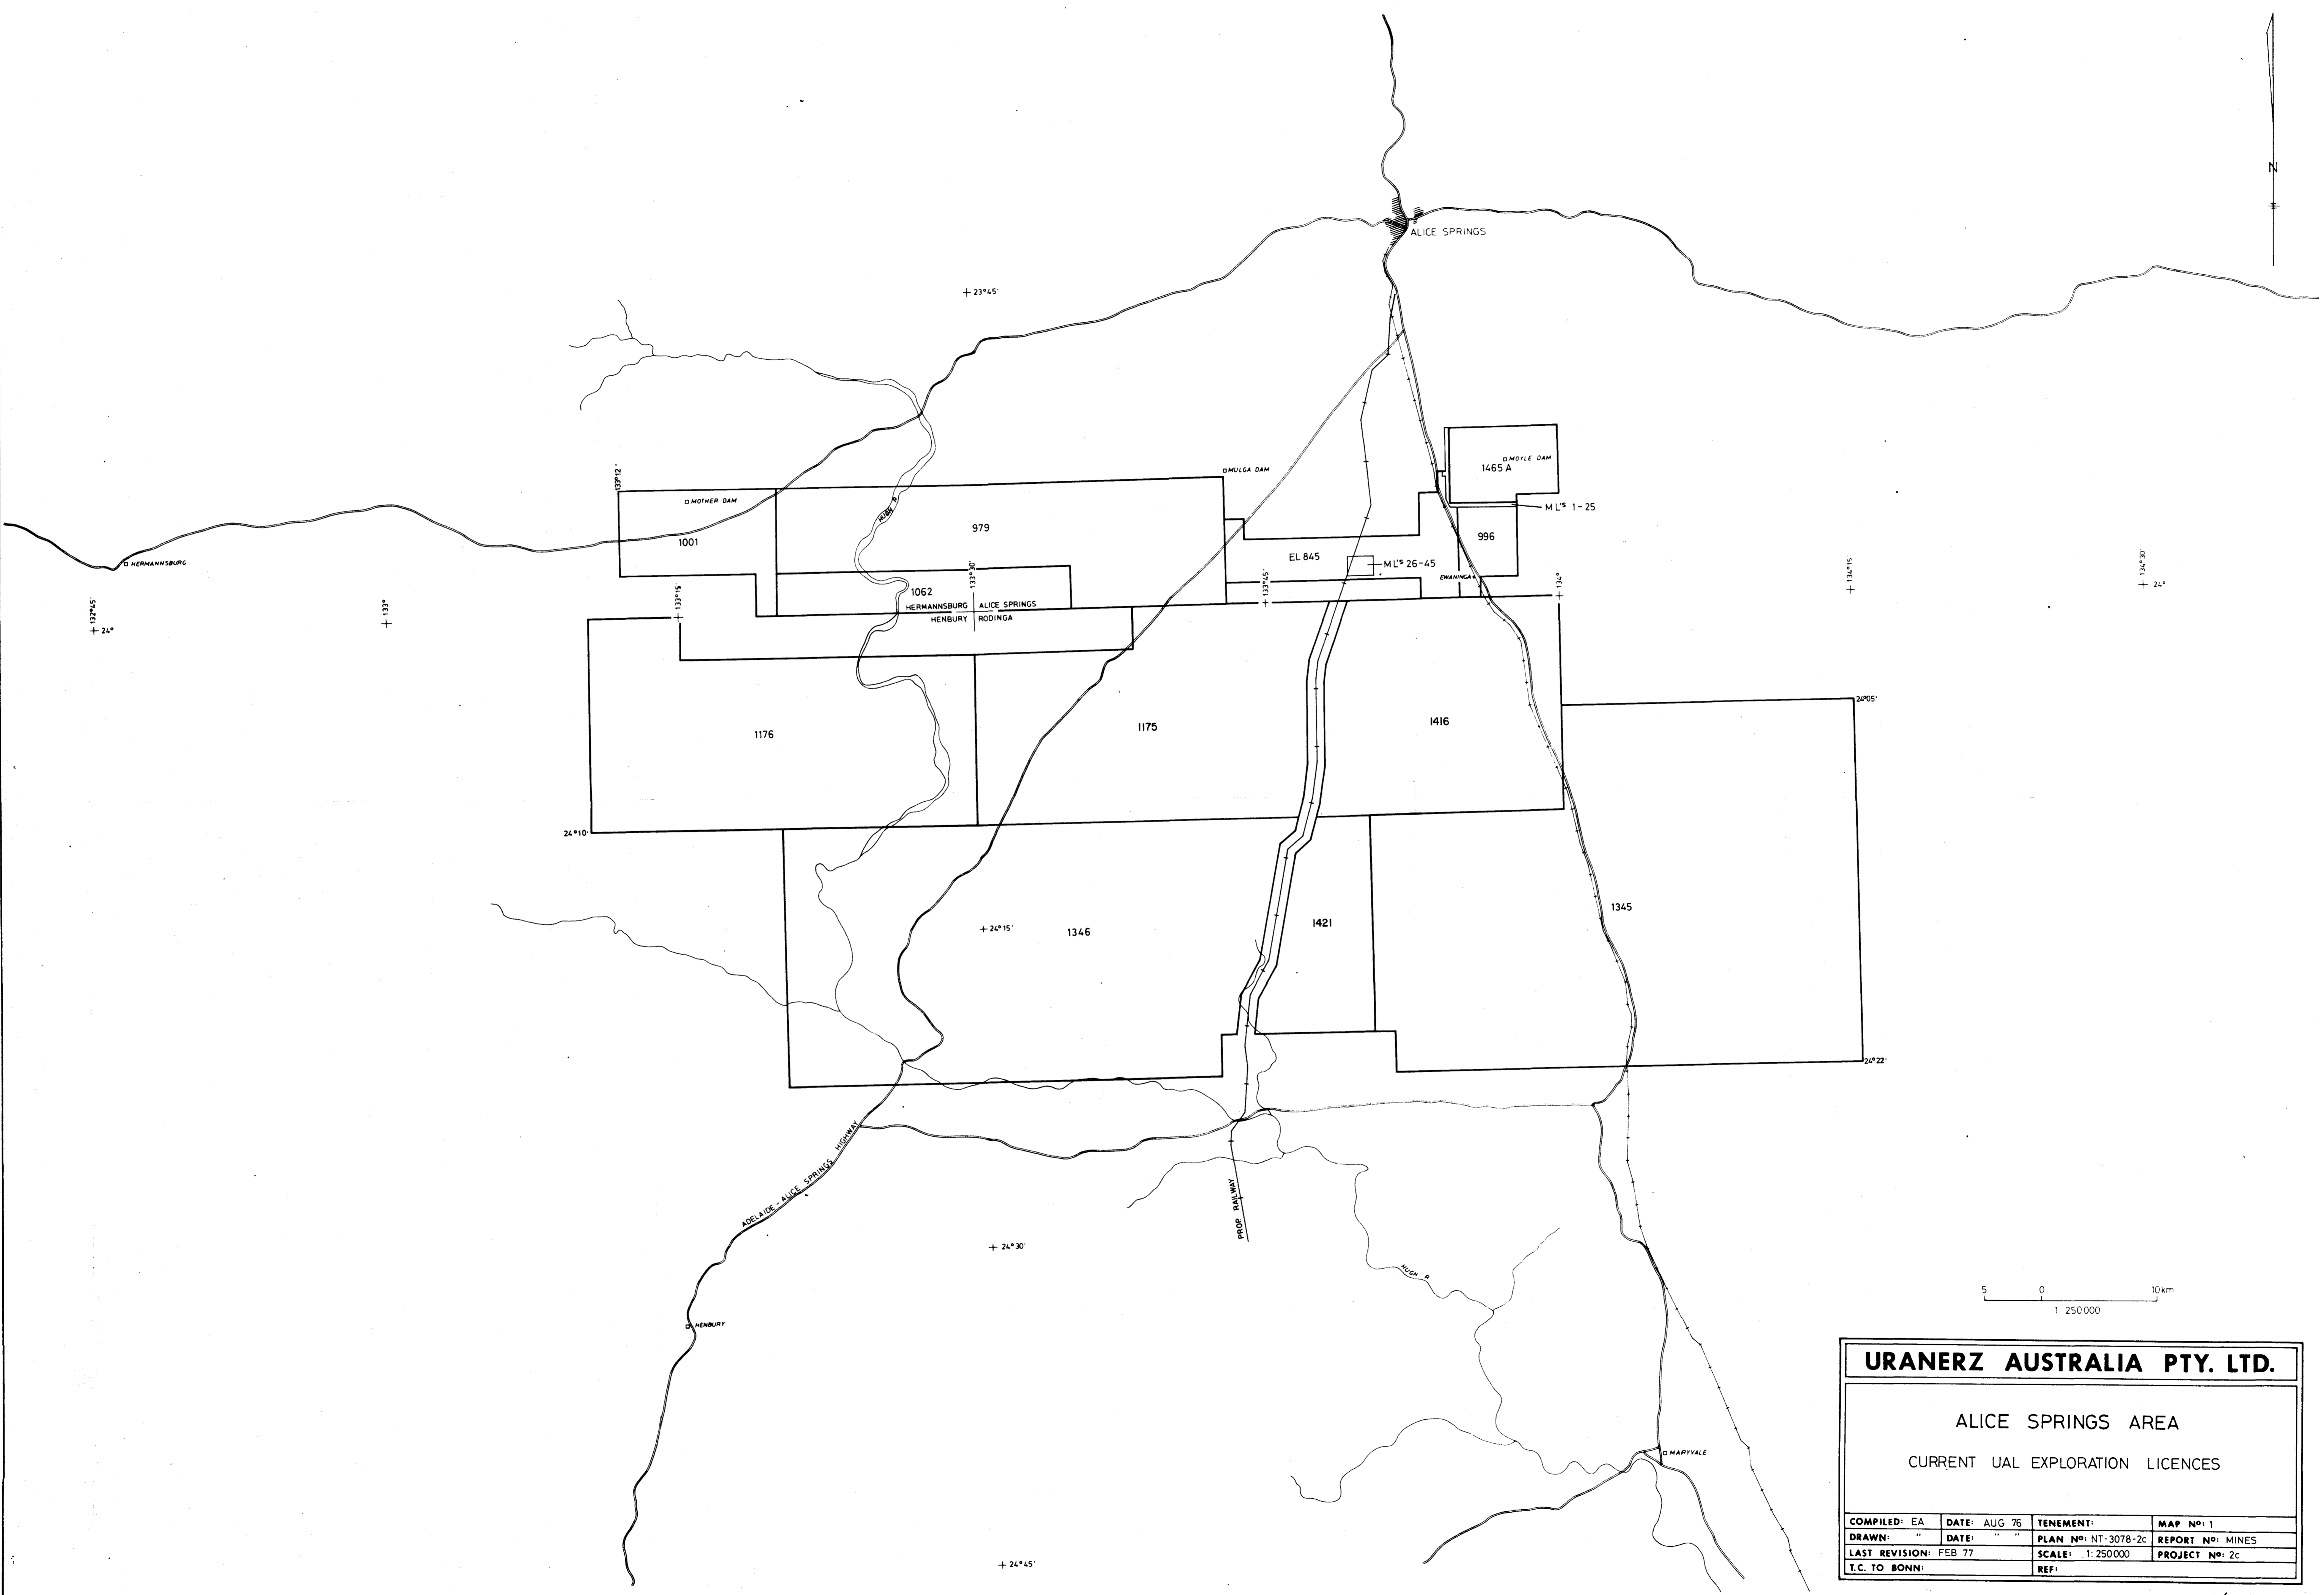 N
ALICE SPRINGS
23°45'
133°12'
MULGA DAM
MOYLE DAM
1465 A
MOTHER DAM
HUGH R
ML'S 1-25
979
996
1001
HERMANNSBURG
EL 845
ML'S 26-45
EWANINGA
133°30'
1062
132°45'
24°
133°
133°15'
133°45'
134°
134°15'
134°30'
24°
HERMANNSBURG
ALICE SPRINGS
HENBURY
RODINGA
24°05'
1176
1175
1416
24°10'
1345
24°15'
1346
1421
24°22'
ADELAIDE - ALICE SPRINGS HIGHWAY
PROP RAILWAY
24°30'
HUGH R
HENBURY
5 0 10km
1 250000
MARYVALE
24°45'
URANERZ AUSTRALIA PTY. LTD.
ALICE SPRINGS AREA
CURRENT UAL EXPLORATION LICENCES
COMPILED: EA DATE: AUG 76 TENEMENT: MAP Nº: 1
DRAWN: " DATE: " " PLAN Nº: NT-3078-2c REPORT Nº: MINES
LAST REVISION: FEB 77 SCALE: 1:250000 PROJECT Nº: 2c
T.C. TO BONN: REF: